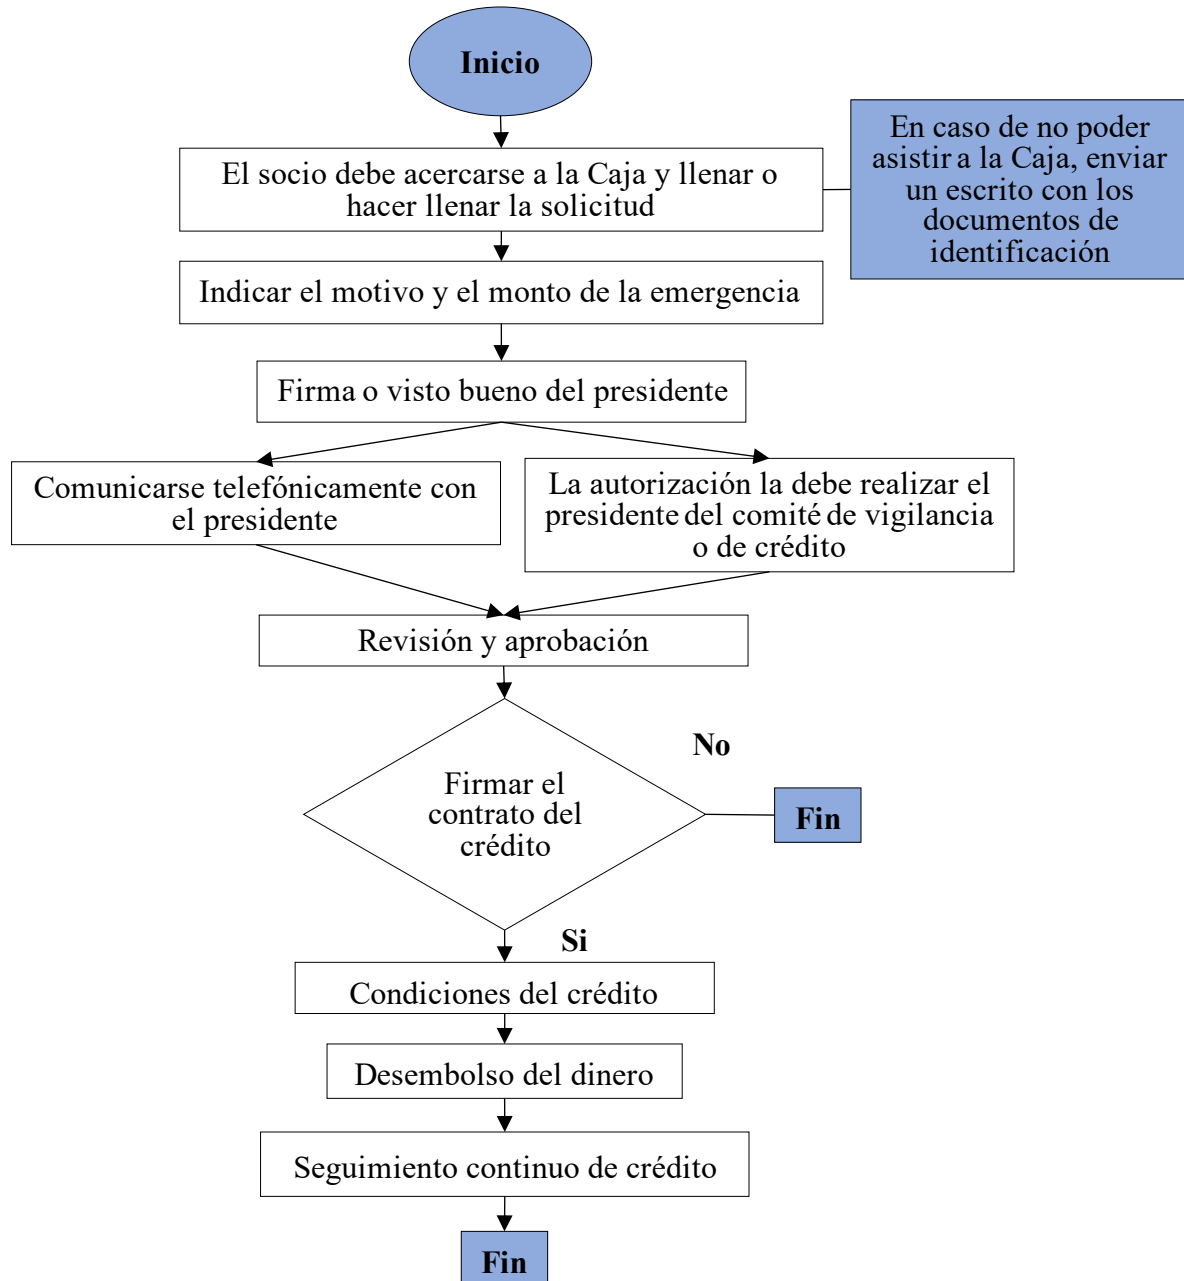 Inicio
En caso de no poder
asistir a la Caja, enviar
un escrito con los
documentos de
identificación
El socio debe acercarse a la Caja y llenar o
hacer llenar la solicitud
Indicar el motivo y el monto de la emergencia
Firma o visto bueno del presidente
Comunicarse telefónicamente con
el presidente
La autorización la debe realizar el
presidente del comité de vigilancia
o de crédito
Revisión y aprobación
No
Firmar el
contrato del
crédito
Fin
Si
Condiciones del crédito
Desembolso del dinero
Seguimiento continuo de crédito
Fin